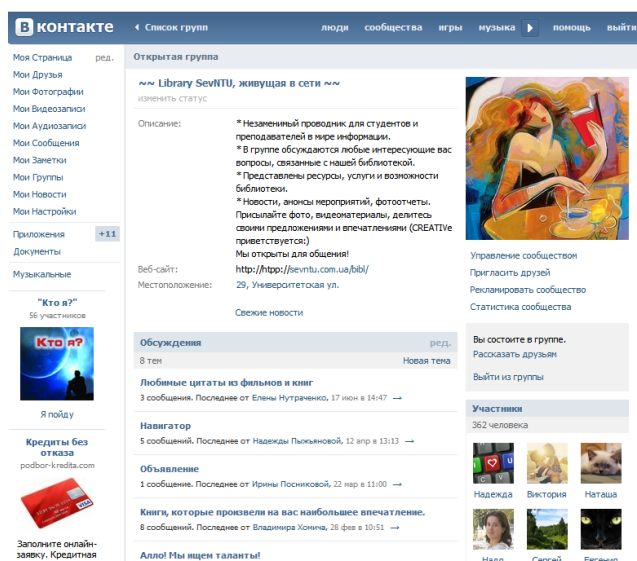 В контакте
Список групп
люди сообщества игры музыка помощь выйти
Моя Страница ред.
Мои Друзья
Мои Фотографии
Мои Видеозаписи
Мои Аудиозаписи
Мои Сообщения
Мои Заметки
Мои Группы
Мои Новости
Мои Настройки
Приложения +11
Документы
Музыкальные
"Кто я?"
56 участников
Кто я?
Я пойду
Кредиты без
отказа
podbor-kredita.com
VISA
Заполните онлайн-
заявку. Кредитная
Открытая группа
~~ Library SevNTU, живущая в сети ~~
изменить статус
Описание:
* Незаменимый проводник для студентов и
преподавателей в мире информации.
* В группе обсуждаются любые интересующие вас
вопросы, связанные с нашей библиотекой.
* Представлены ресурсы, услуги и возможности
библиотеки.
* Новости, анонсы мероприятий, фотоотчеты.
Присылайте фото, видеоматериалы, делитесь
своими предложениями и впечатлениями (CREATIVе
приветствуется:)
Мы открыты для общения!
Веб-сайт: http://htpp://sevntu.com.ua/bibl/
Местоположение: 29, Университетская ул.
Свежие новости
Обсуждения ред.
8 тем Новая тема
Любимые цитаты из фильмов и книг
3 сообщения. Последнее от Елены Нутраченко, 17 июн в 14:47 →
Навигатор
5 сообщений. Последнее от Надежды Пыжьяновой, 12 апр в 13:13 →
Объявление
1 сообщение. Последнее от Ирины Посниковой, 22 мар в 11:00 →
Книги, которые произвели на вас наибольшее впечатление.
8 сообщений. Последнее от Владимира Хомича, 28 фев в 10:51 →
Алло! Мы ищем таланты!
Управление сообществом
Пригласить друзей
Рекламировать сообщество
Статистика сообщества
Вы состоите в группе.
Рассказать друзьям
Выйти из группы
Участники
362 человека
Надежда Виктория Наташа
Надя Сергей Евгения